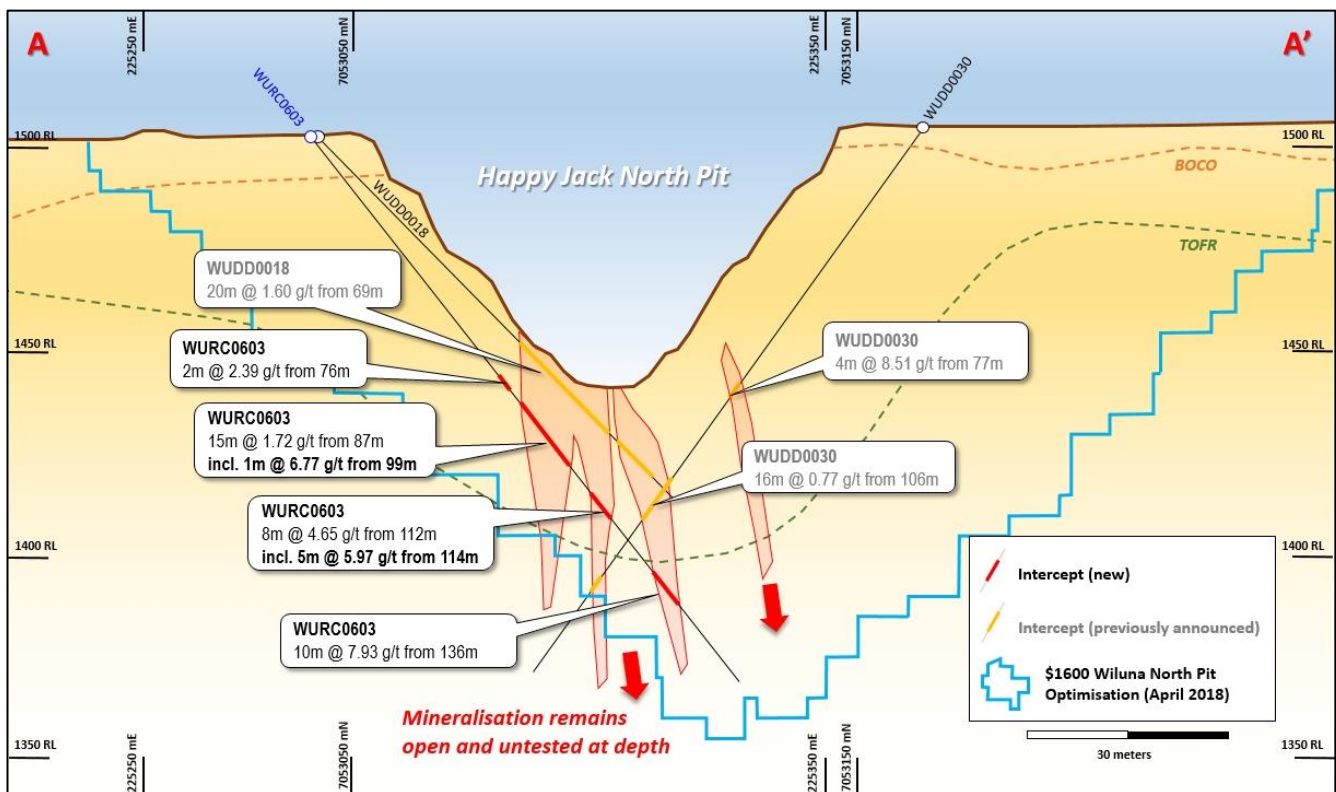 A
225250 mE
7053050 mN
225350 mE
7053150 mN
A'
WURC0603
WUDD0030
1500 RL
1500 RL
WUDD0018
Happy Jack North Pit
BOCO
TOFR
WUDD0018
20m @ 1.60 g/t from 69m
WURC0603
2m @ 2.39 g/t from 76m
WUDD0030
4m @ 8.51 g/t from 77m
1450 RL
1450 RL
WURC0603
15m @ 1.72 g/t from 87m
incl. 1m @ 6.77 g/t from 99m
WUDD0030
16m @ 0.77 g/t from 106m
WURC0603
8m @ 4.65 g/t from 112m
incl. 5m @ 5.97 g/t from 114m
1400 RL
1400 RL
WURC0603
10m @ 7.93 g/t from 136m
Intercept (new)
Intercept (previously announced)
$1600 Wiluna North Pit
Optimisation (April 2018)
Mineralisation remains
open and untested at depth
30 meters
1350 RL
1350 RL
225250 mE
7053050 mN
225350 mE
7053150 mN